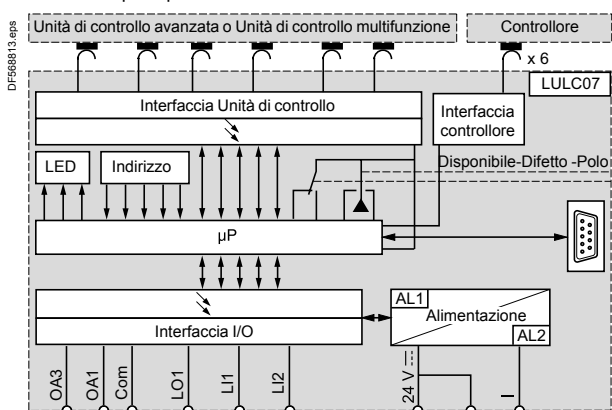 DF568813.eps
Unità di controllo avanzata o Unità di controllo multifunzione
Controllore
x 6
LULC07
Interfaccia Unità di controllo
Interfaccia
controllore
LED
Indirizzo
Disponibile-Difetto -Polo
µP
AL1
Alimentazione
AL2
Interfaccia I/O
OA3
OA1
Com
LO1
LI1
LI2
24 V